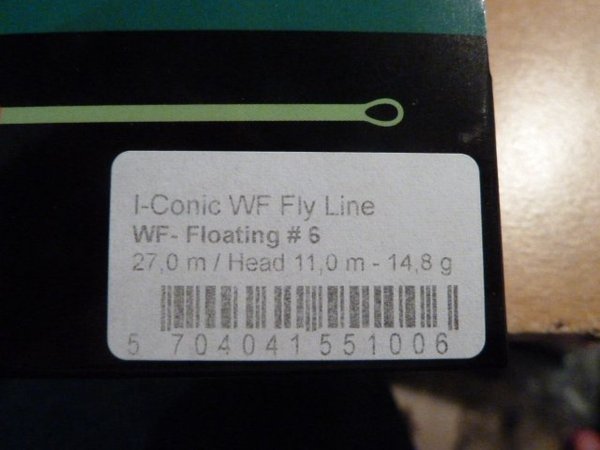 I-Conic WF Fly Line
WF- Floating # 6
27,0 m / Head 11,0 m - 14,8 g
5 704041 551006